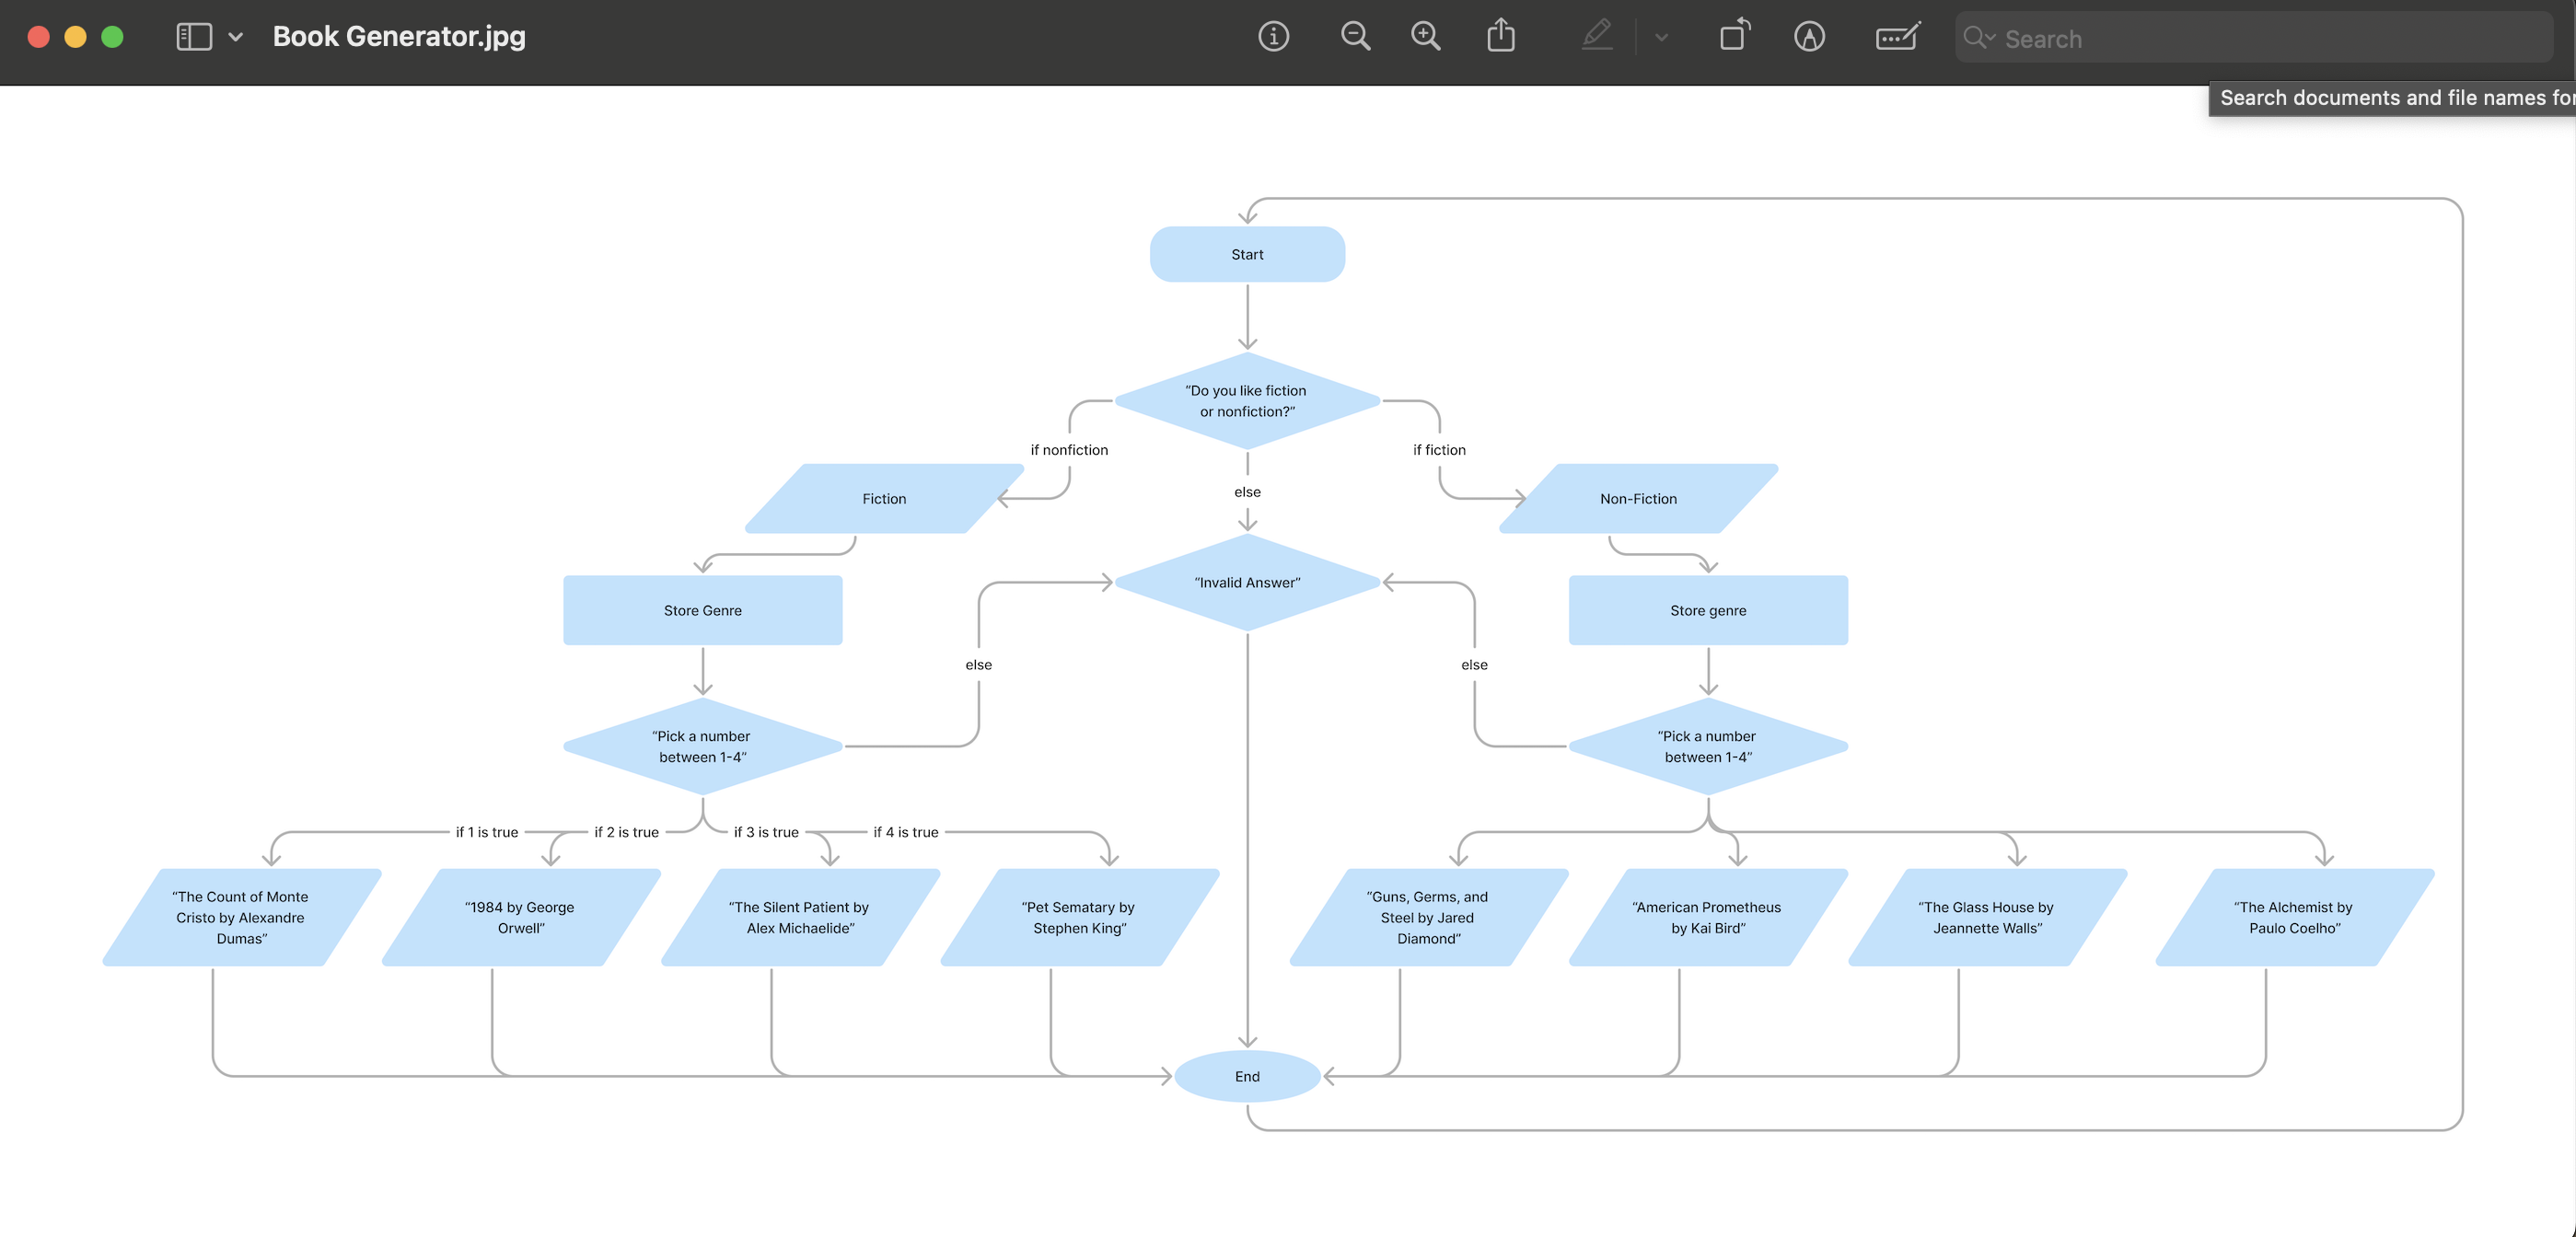 Book Generator.jpg
Search
Search documents and file names for
Start
“Do you like fiction
or nonfiction?”
if nonfiction
if fiction
else
Fiction
Non-Fiction
“Invalid Answer”
Store Genre
Store genre
else
else
“Pick a number
between 1-4”
“Pick a number
between 1-4”
if 1 is true
if 2 is true
if 3 is true
if 4 is true
“The Count of Monte
Cristo by Alexandre
Dumas”
“1984 by George
Orwell”
“The Silent Patient by
Alex Michaelide”
“Pet Sematary by
Stephen King”
“Guns, Germs, and
Steel by Jared
Diamond”
“American Prometheus
by Kai Bird”
“The Glass House by
Jeannette Walls”
“The Alchemist by
Paulo Coelho”
End